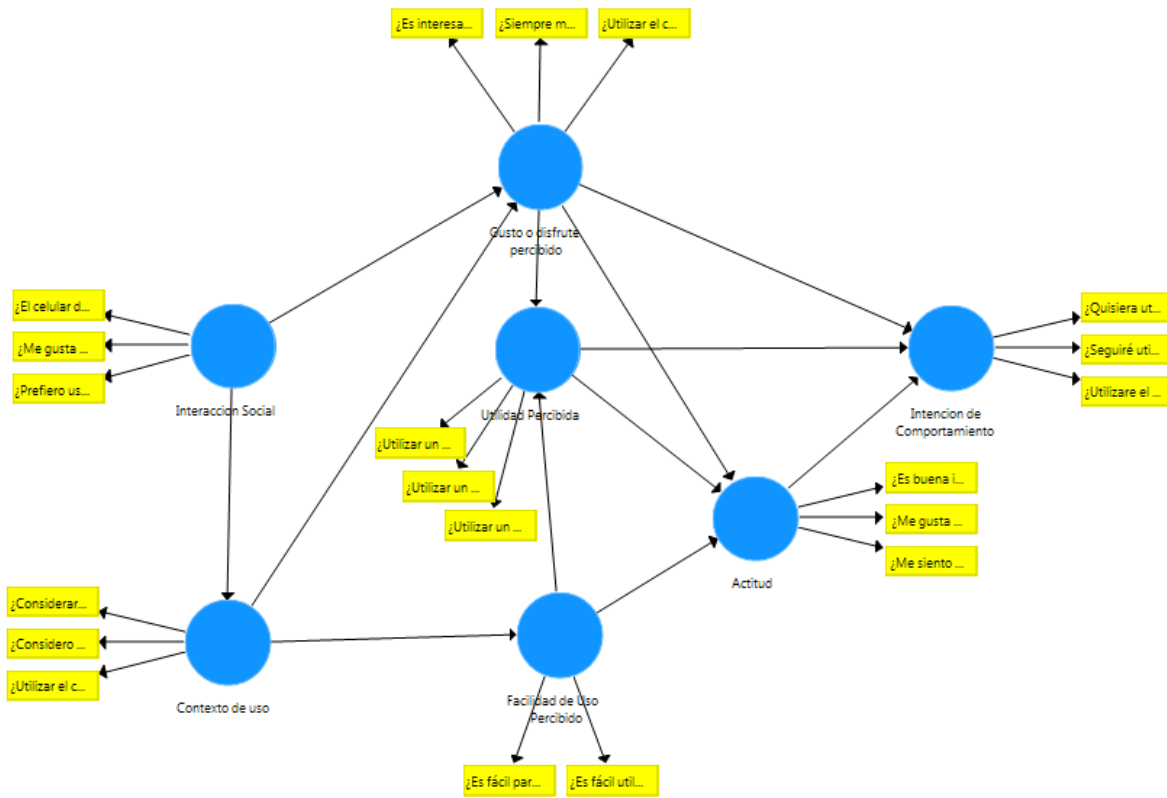 ¿Es interesa...
¿Siempre m...
¿Utilizar el c...
Gusto o disfrute
percibido
¿El celular d...
¿Me gusta ...
¿Prefiero us...
Interaccion Social
Utilidad Percibida
¿Utilizar un ...
¿Utilizar un ...
¿Utilizar un ...
¿Quisiera ut...
¿Seguiré uti...
¿Utilizare el ...
Intencion de
Comportamiento
¿Es buena i...
¿Me gusta ...
¿Me siento ...
Actitud
¿Considerar...
¿Considero ...
¿Utilizar el c...
Contexto de uso
Facilidad de Uso
Percibido
¿Es fácil par...
¿Es fácil util...